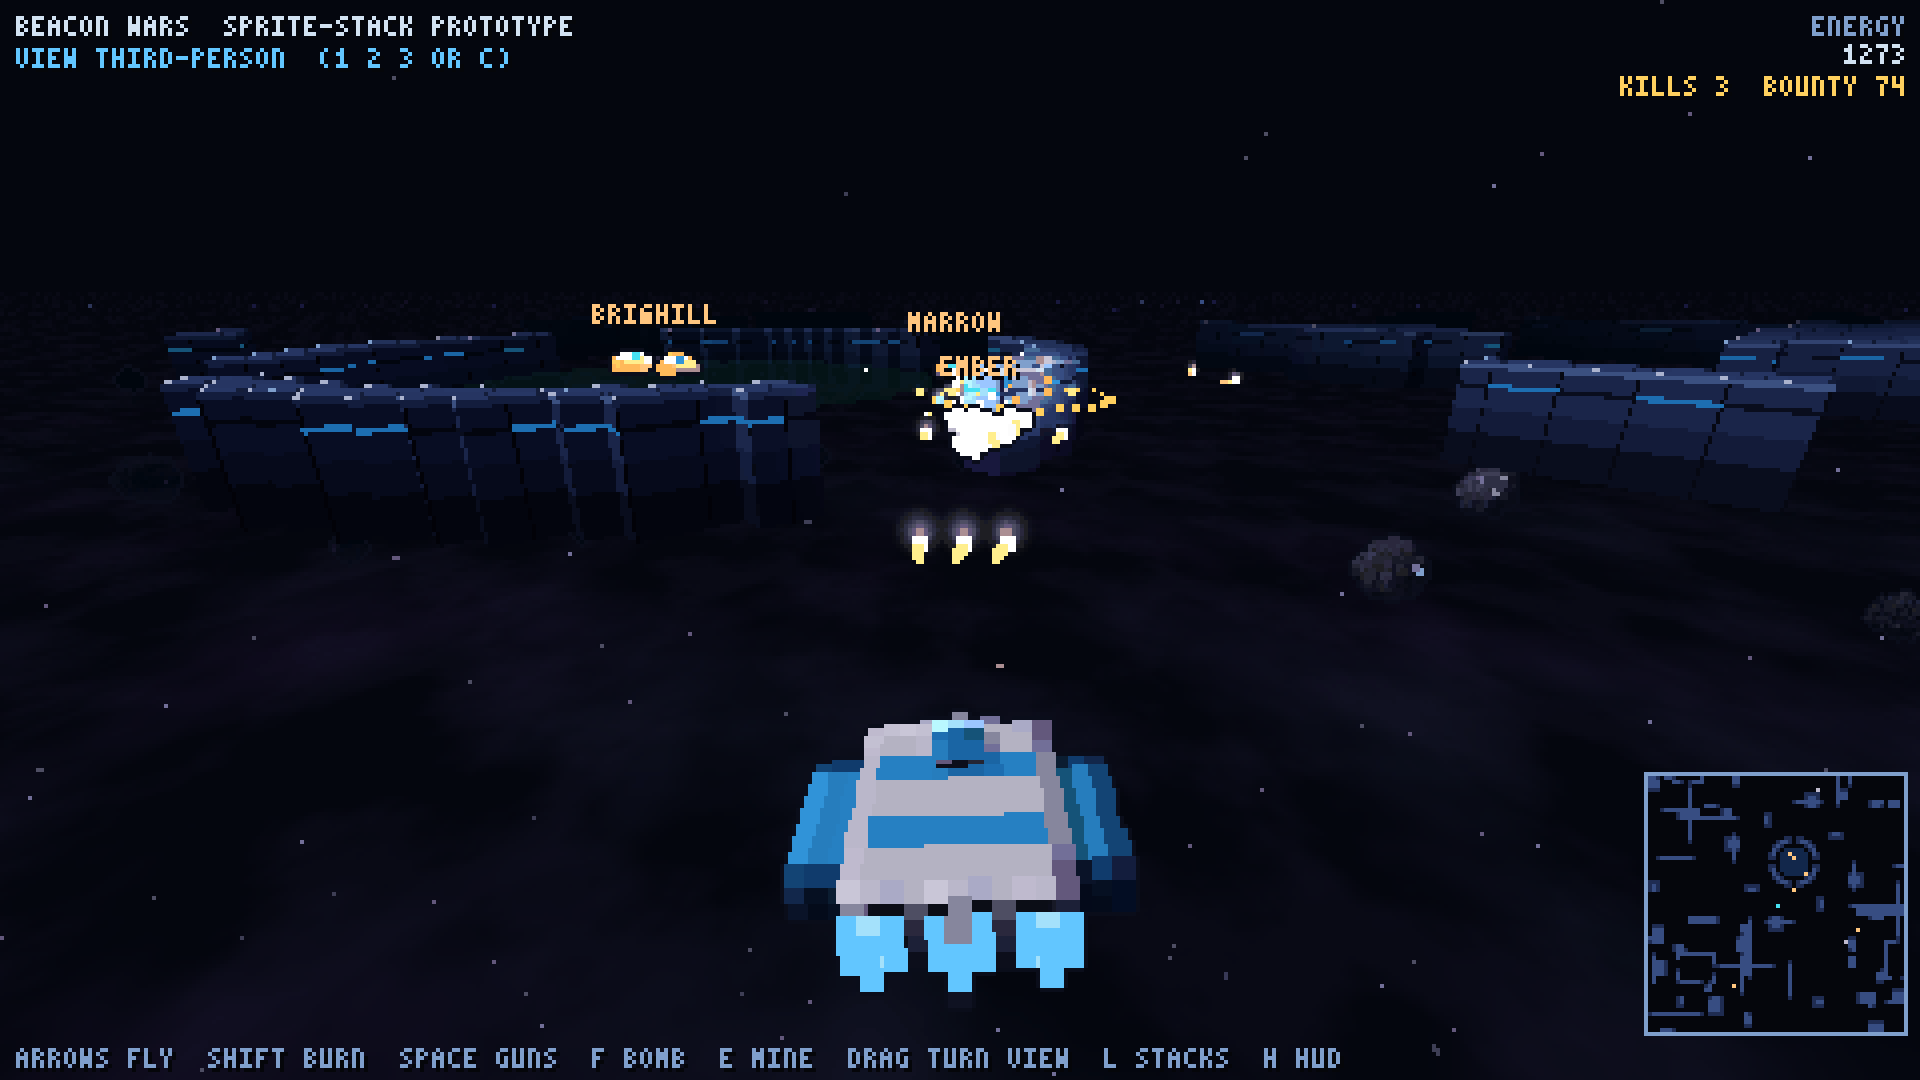 BEACON WARS SPRITE-STACK PROTOTYPE
VIEW THIRD-PERSON (1 2 3 OR C)
ENERGY
1273
KILLS 3 BOUNTY 74
BRIGHILL
MARROW
EMBER
ARROWS FLY SHIFT BURN SPACE GUNS F BOMB E MINE DRAG TURN VIEW L STACKS H HUD